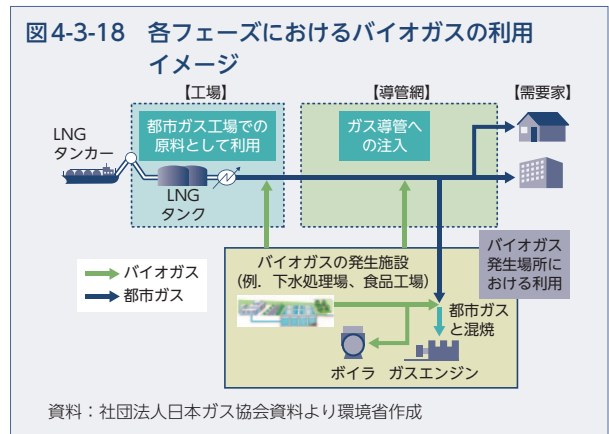 図4-3-18 各フェーズにおけるバイオガスの利用
イメージ
【工場】
【導管網】
【需要家】
LNG
タンカー
都市ガス工場での
原料として利用
ガス導管へ
の注入
LNG
タンク
バイオガス
都市ガス
バイオガスの発生施設
(例．下水処理場、食品工場)
バイオガス
発生場所に
おける利用
都市ガス
と混焼
ボイラ
ガスエンジン
資料：社団法人日本ガス協会資料より環境省作成